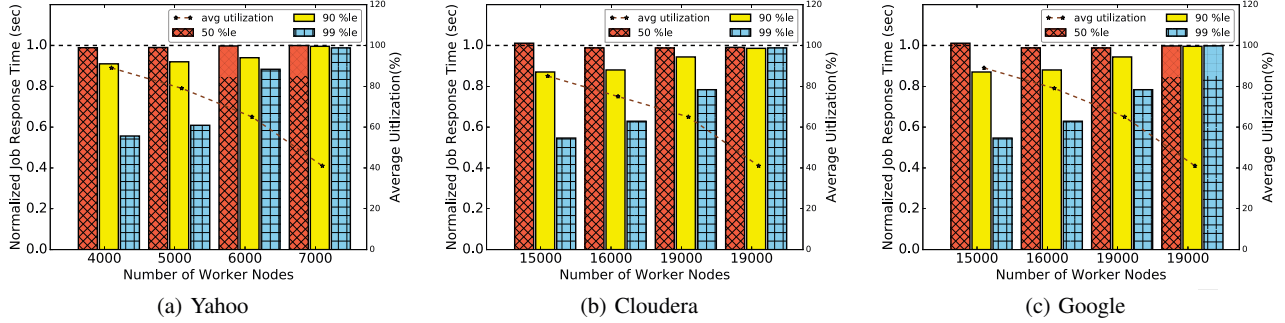 Normalized Job Response Time (sec)
1.0
0.8
0.6
0.4
0.2
0.0
avg utilization
50 %le
90 %le
99 %le
120
100
80
60
40
20
0
Average Uitlization(%)
4000 5000 6000 7000
Number of Worker Nodes
(a) Yahoo
Normalized Job Response Time (sec)
1.0
0.8
0.6
0.4
0.2
0.0
avg utilization
50 %le
90 %le
99 %le
120
100
80
60
40
20
0
Average Uitlization(%)
15000 16000 19000 19000
Number of Worker Nodes
(b) Cloudera
Normalized Job Response Time (sec)
1.0
0.8
0.6
0.4
0.2
0.0
avg utilization
50 %le
90 %le
99 %le
120
100
80
60
40
20
0
Average Uitlization(%)
15000 16000 19000 19000
Number of Worker Nodes
(c) Google